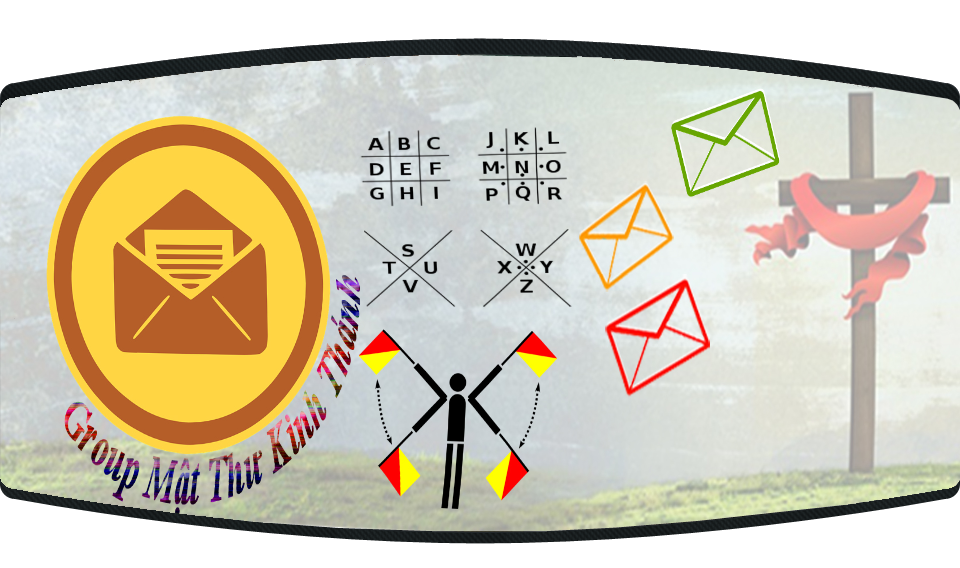 Group Mật Thư Kinh Thánh
A B C
D E F
G H I
J K L
M N O
P Q R
S
T U
V
W
X Y
Z